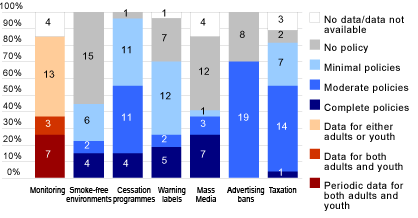 100%
90%
80%
70%
60%
50%
40%
30%
20%
10%
0%
4
13
3
7
15
6
2
4
1
11
11
4
1
7
12
2
5
4
12
1
3
7
8
19
3
2
7
14
1
Monitoring
Smoke-free
environments
Cessation
programmes
Warning
labels
Mass
Media
Advertising
bans
Taxation
No data/data not
available
No policy
Minimal policies
Moderate policies
Complete policies
Data for either
adults or youth
Data for both
adults and youth
Periodic data for
both adults and
youth